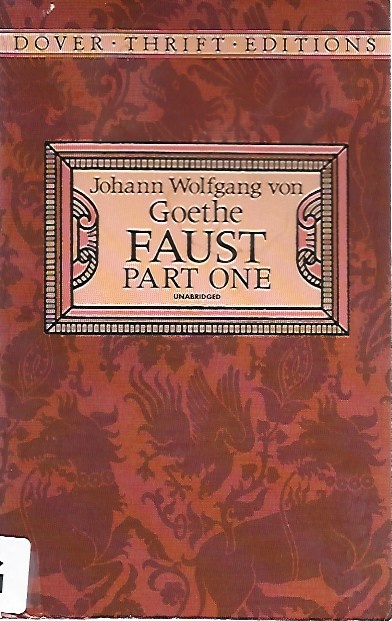 DOVER · THRIFT · EDITIONS
Johann Wolfgang von
Goethe
FAUST
PART ONE
UNABRIDGED